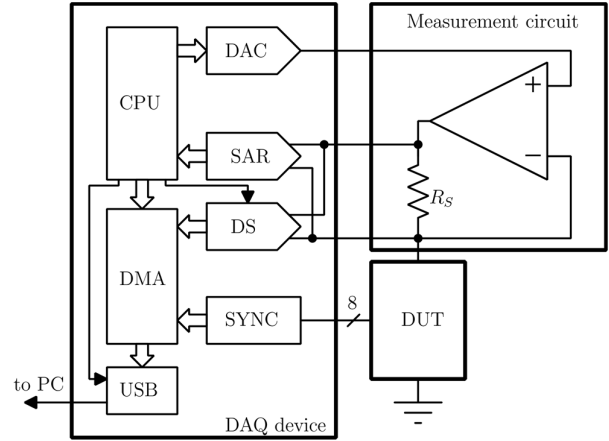 Measurement circuit
DAC
CPU
+
SAR
−
R_S
DS
DMA
8
SYNC
DUT
to PC
USB
DAQ device